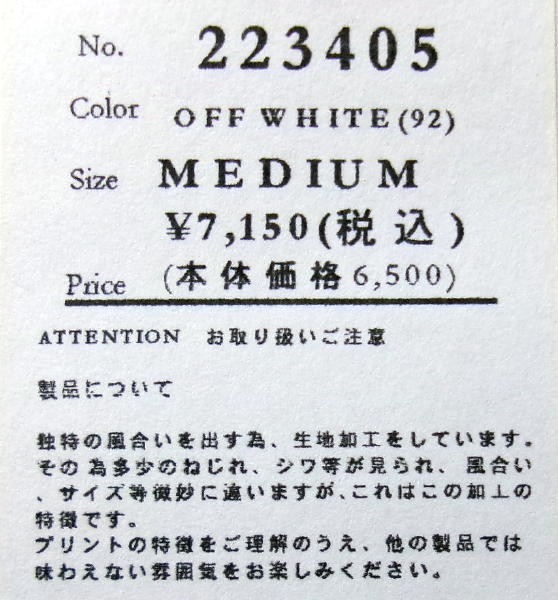 No. 223405
Color OFF WHITE(92)
Size MEDIUM
¥7,150(税込)
Price (本体価格6,500)
ATTENTION お取り扱いご注意
製品について
独特の風合いを出す為、生地加工をしています。
その為多少のねじれ、シワ等が見られ、風合い
、サイズ等微妙に違いますが、これはこの加工の
特徴です。
プリントの特徴をご理解のうえ、他の製品では
味わえない雰囲気をお楽しみください。